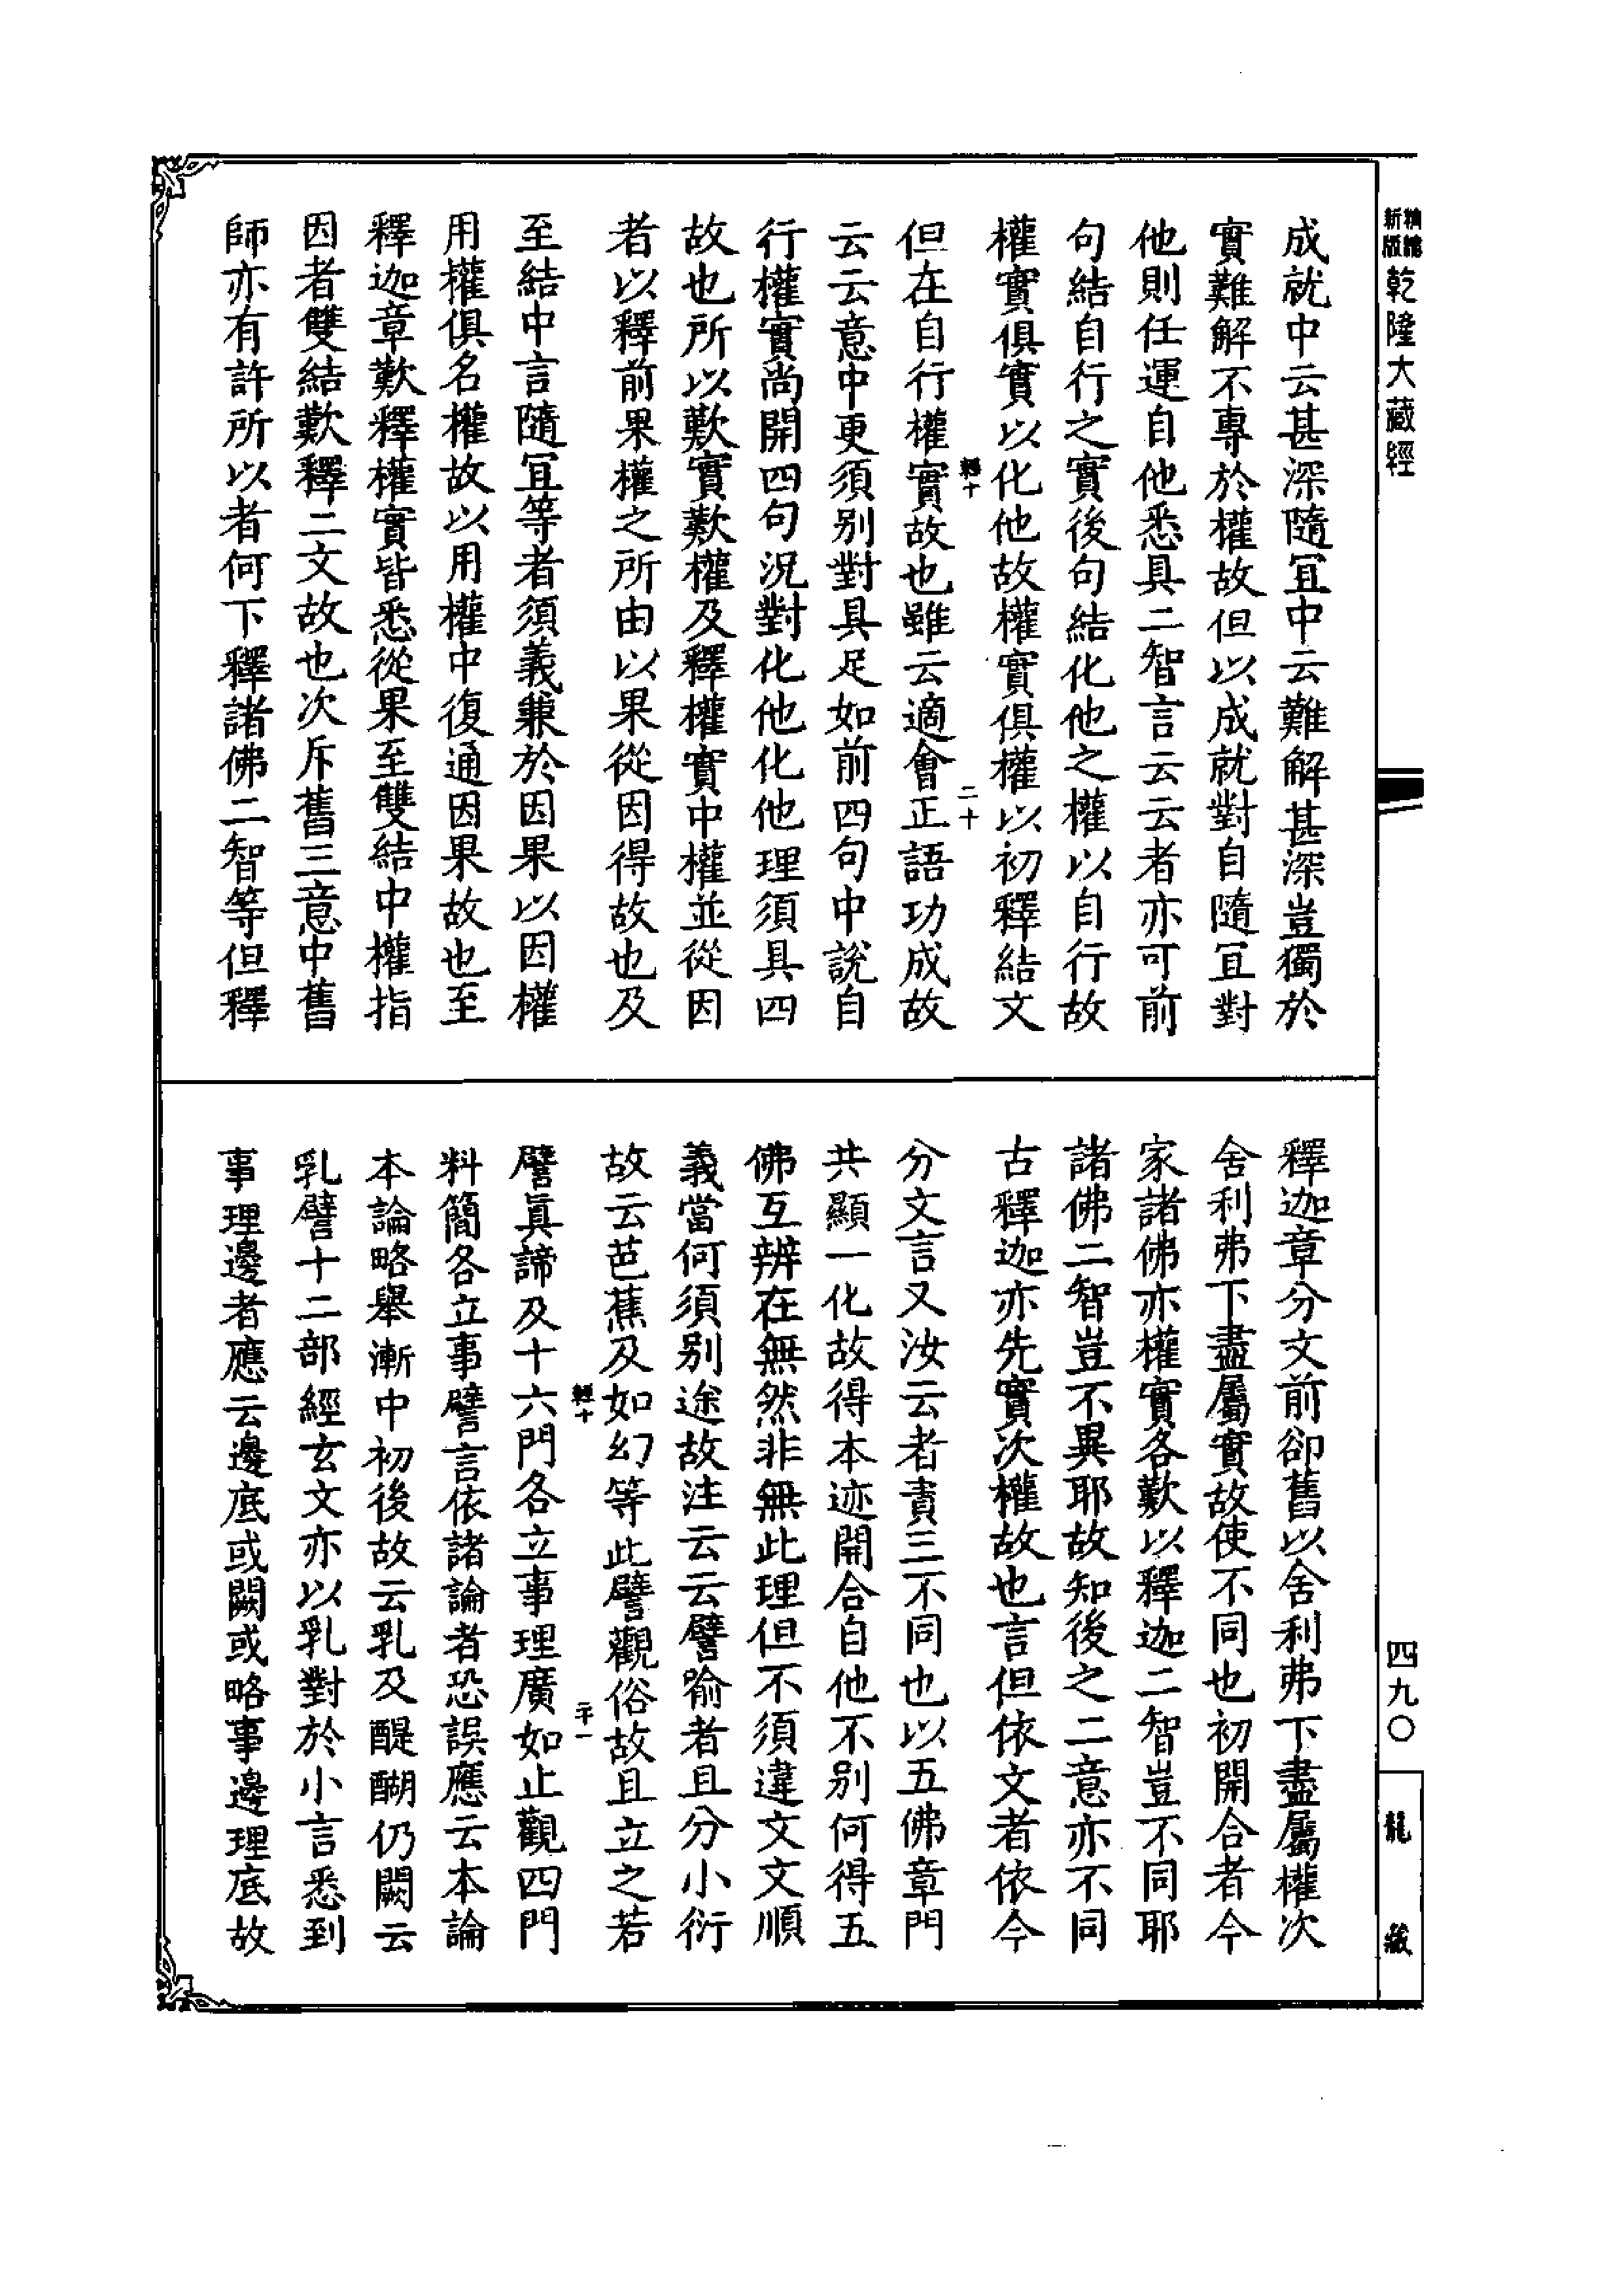 新版精縮乾隆大藏經
成就中云甚深隨冝中云難解甚深豈獨於
實難解不專於權故但以成就對自隨冝對
他則任運自他悉具二智言云云者亦可前
句結自行之實後句結化他之權以自行故
權實俱實以化他故權實俱權以初釋結文
但在自行權實故也雖云適會正語功成故
云云意中更須別對具足如前四句中說自
行權實尚開四句況對化他化他理須具四
故也所以歎實歎權及釋權實中權並從因
者以釋前果權之所由以果從因得故也及
至結中言隨冝等者須義兼於因果以因權
用權俱名權故以用權中復通因果故也至
釋迦章歎釋權實皆悉從果至雙結中權指
因者雙結歎釋二文故也次斥舊三意中舊
師亦有許所以者何下釋諸佛二智等但釋
釋迦章分文前卻舊以舍利弗下盡屬權次
舍利弗下盡屬實故使不同也初開合者今
家諸佛亦權實各歎以釋迦二智豈不同耶
諸佛二智豈不異耶故知後之二意亦不同
古釋迦亦先實次權故也言但依文者依今
分文言又汝云者責三不同也以五佛章門
共顯一化故得本迹開合自他不別何得五
佛互辨在無然非無此理但不須違文文順
義當何須別途故注云云譬喻者且分小衍
故云芭蕉及如幻等此譬觀俗故且立之若
譬眞諦及十六門各立事理廣如止觀四門
料簡各立事譬言依諸論者恐誤應云本論
本論略舉漸中初後故云乳及醍醐仍闕云
乳譬十二部經玄文亦以乳對於小言悉到
事理邊者應云邊底或闕或略事邊理底故
四九〇
龍藏